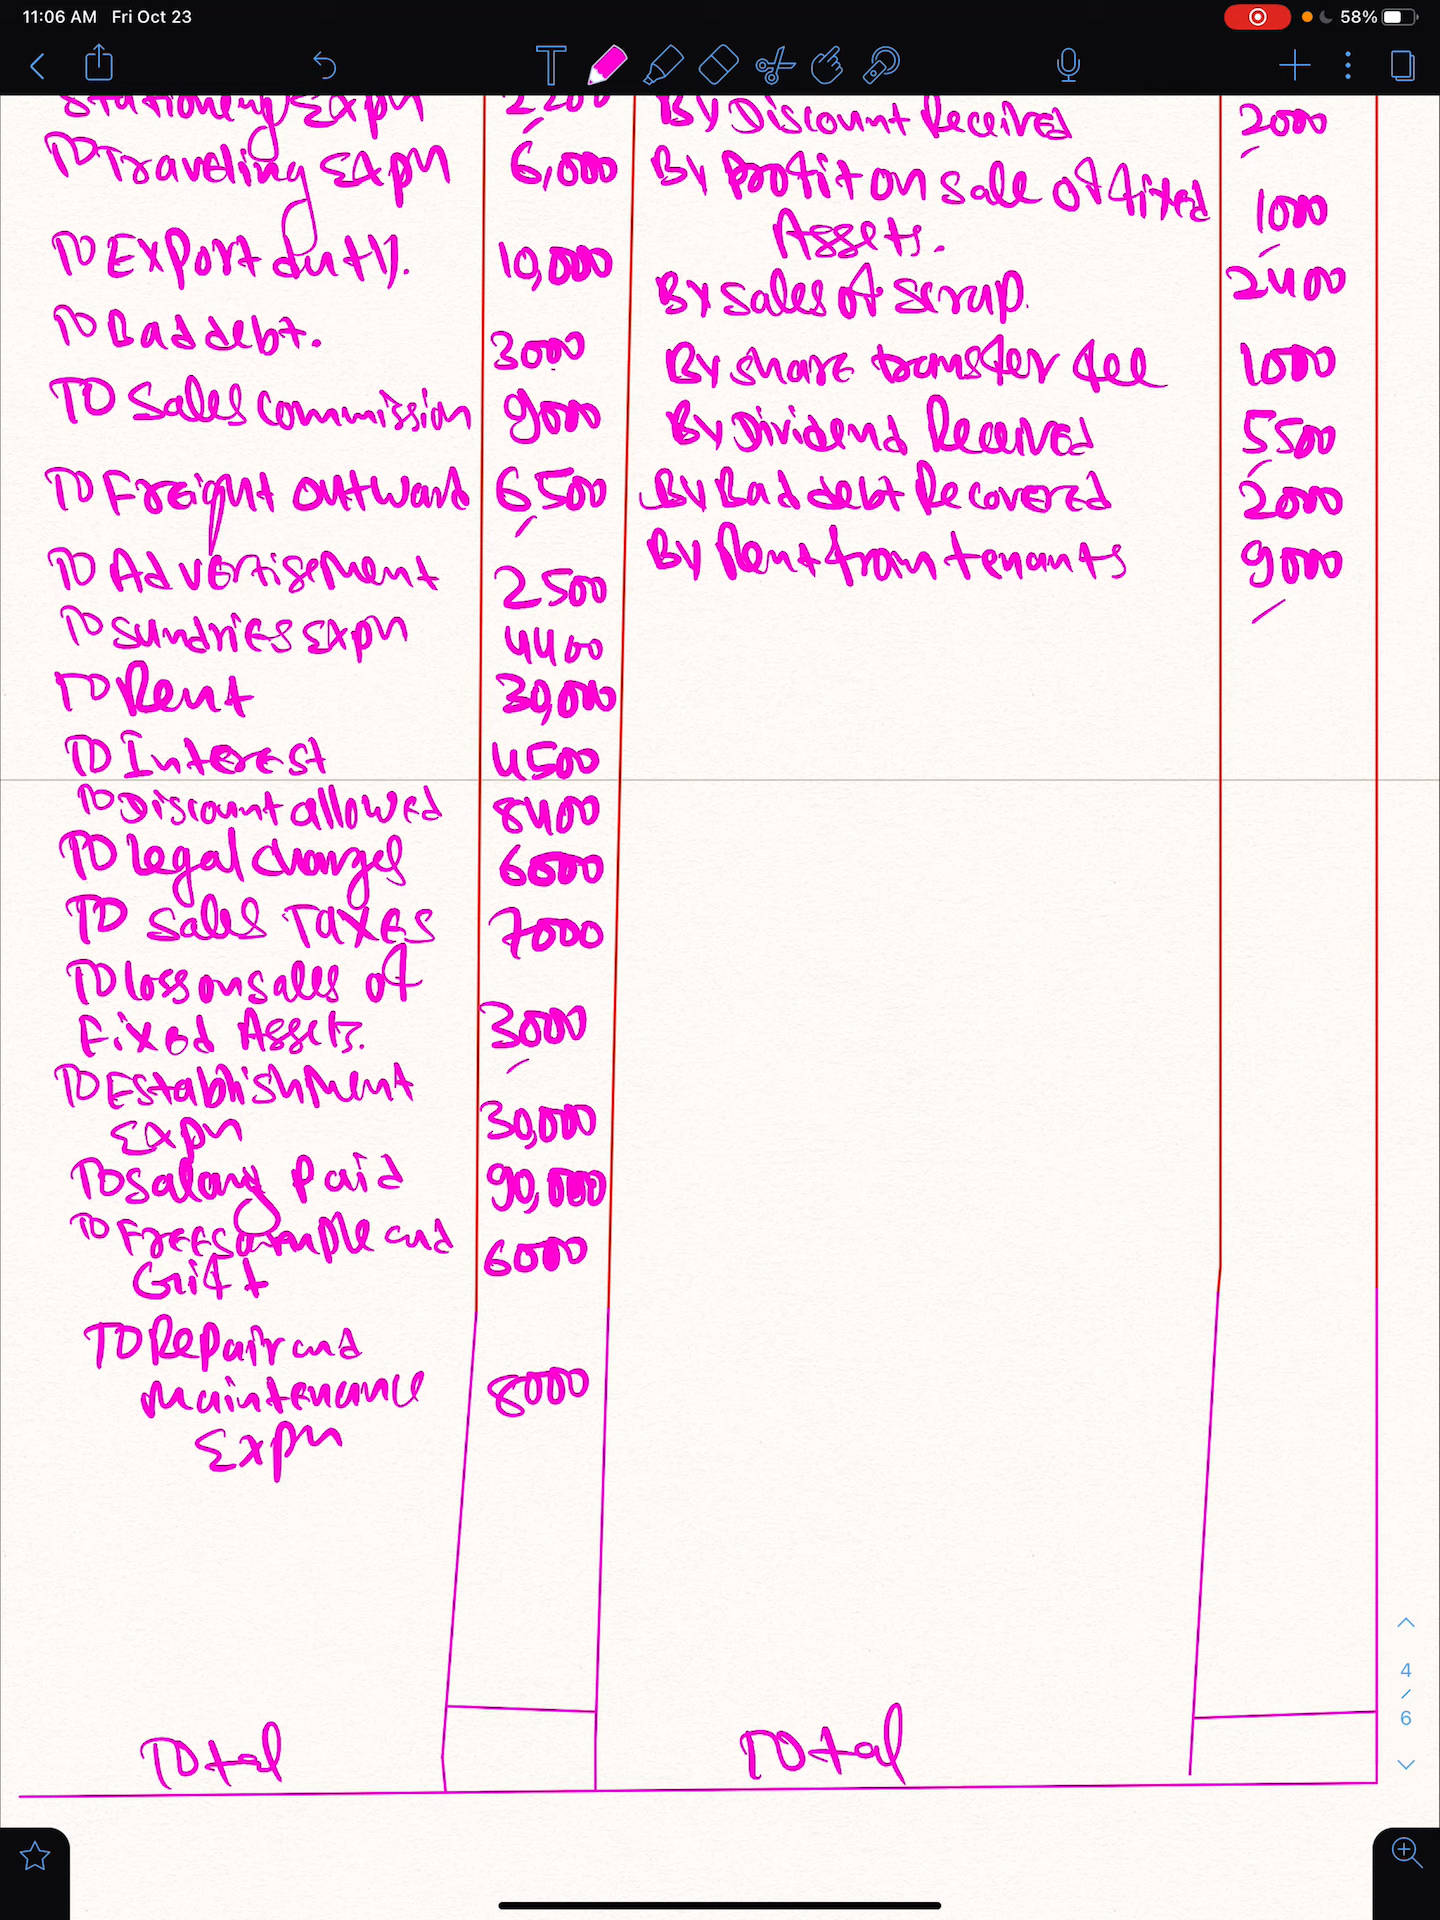 11:06 AM Fri Oct 23
58%
Stationery Expn 2200
To Traveling Expn 6,000
To Export duty. 10,000
To Bad debt. 3000
To Sales Commission 9000
To Freight outward 6,500
To Advertisement 2500
To Sundries Expn 4400
To Rent 30,000
To Interest 4500
To Discount allowed 8400
To legal charges 6000
To Sales Taxes 7000
To loss on sales of
Fixed Assets. 3000
To Establishment
Expn 30,000
To Salary Paid 90,000
To Free sample and
Gift 6000
To Repair and
maintenance 8000
Expn
Total
By Discount Received 2000
By Profit on sale of fixed 1000
Assets.
By Sales of scrap. 2400
By share transfer fee 1000
By Dividend Received 5500
By Bad debt Recovered 2000
By Rent from tenants 9000
Total
4
/
6